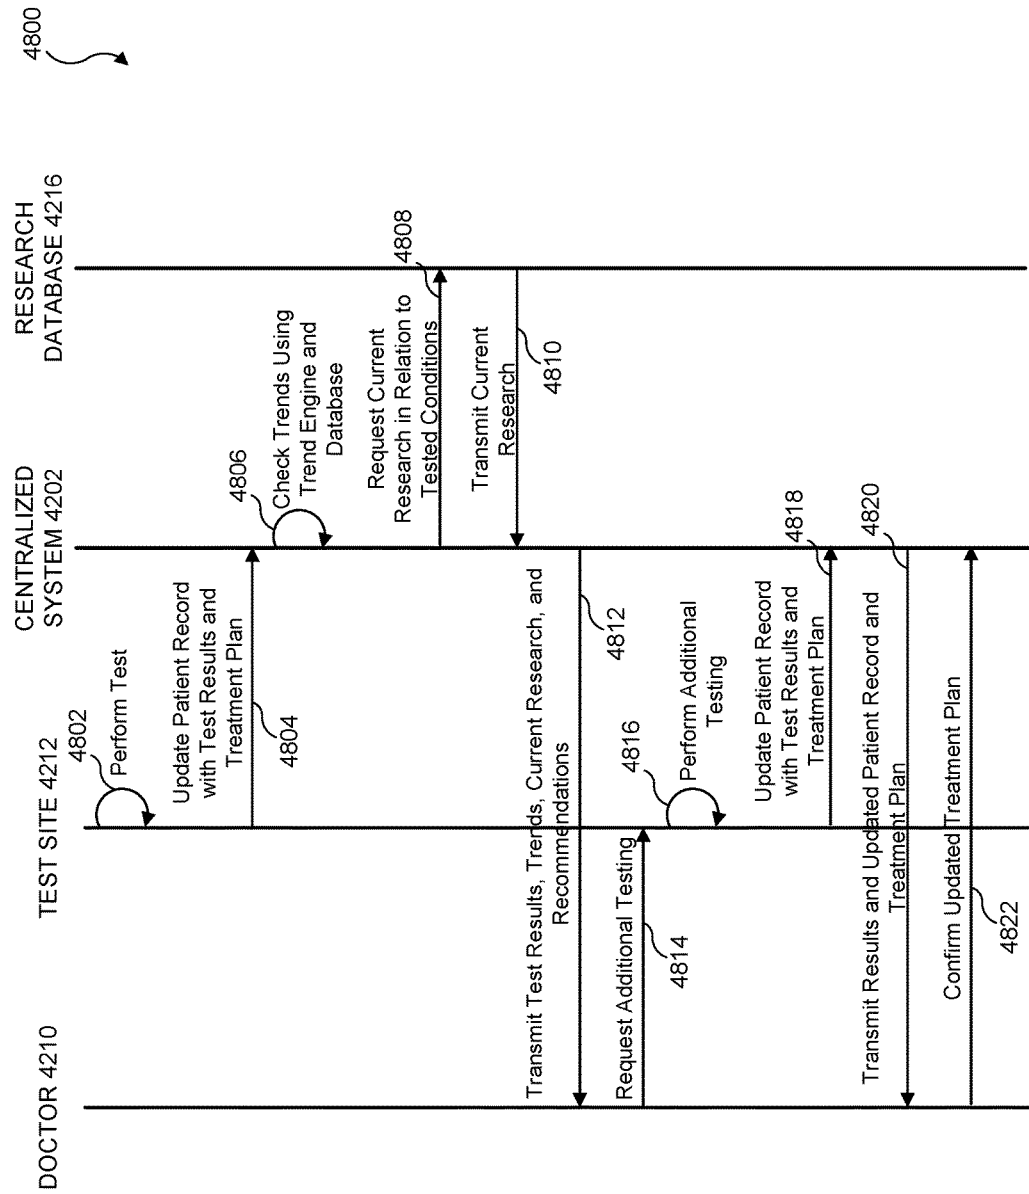 4800
DOCTOR 4210
TEST SITE 4212
CENTRALIZED
SYSTEM 4202
RESEARCH
DATABASE 4216
4802
Perform Test
Update Patient Record
with Test Results and
Treatment Plan
4804
4806
Check Trends Using
Trend Engine and
Database
Request Current
Research in Relation to
Tested Conditions
4808
Transmit Current
Research
4810
Transmit Test Results, Trends, Current Research, and
Recommendations
4812
Request Additional Testing
4814
4816
Perform Additional
Testing
Update Patient Record
with Test Results and
Treatment Plan
4818
Transmit Results and Updated Patient Record and
Treatment Plan
4820
Confirm Updated Treatment Plan
4822